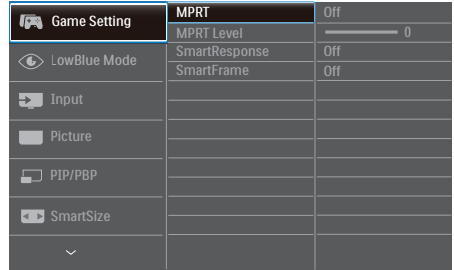 Game Setting
LowBlue Mode
Input
Picture
PIP/PBP
SmartSize
MPRT Off
MPRT Level 0
SmartResponse Off
SmartFrame Off